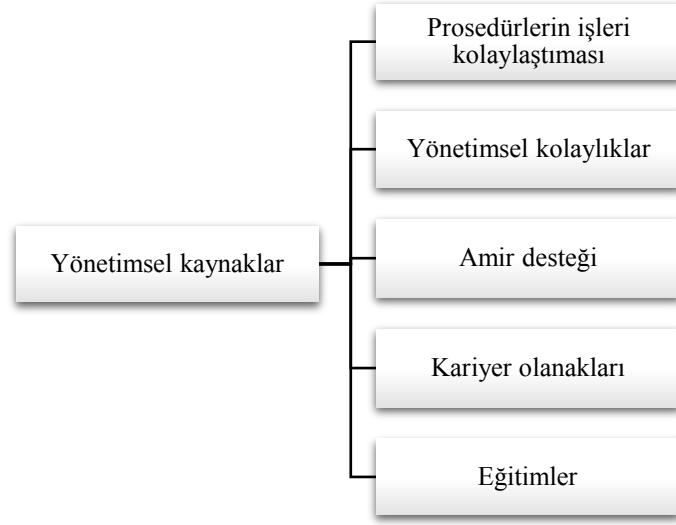 Prosedürlerin işleri
kolaylaştıması
Yönetimsel kolaylıklar
Yönetimsel kaynaklar
Amir desteği
Kariyer olanakları
Eğitimler